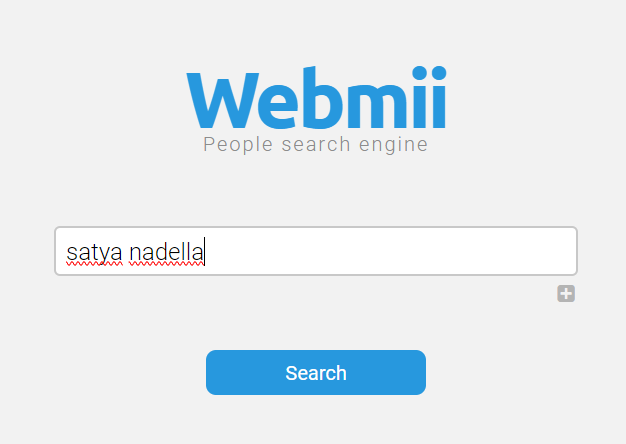 Webmii
People search engine
satya nadella
Search